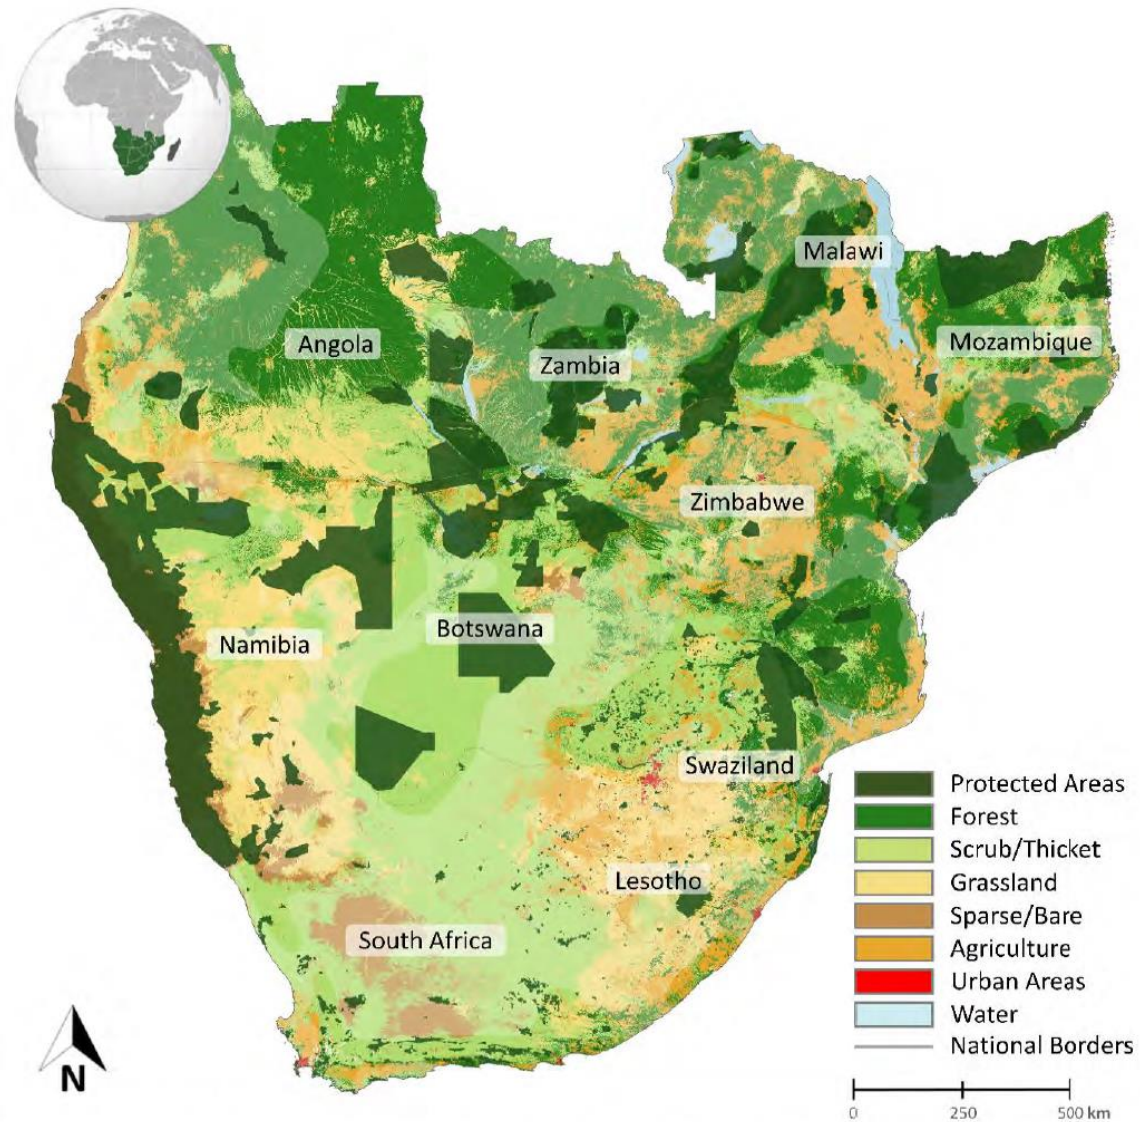 Malawi
Angola
Mozambique
Zambia
Zimbabwe
Botswana
Namibia
Swaziland
Lesotho
South Africa
Protected Areas
Forest
Scrub/Thicket
Grassland
Sparse/Bare
Agriculture
Urban Areas
Water
National Borders
N
0 250 500 km